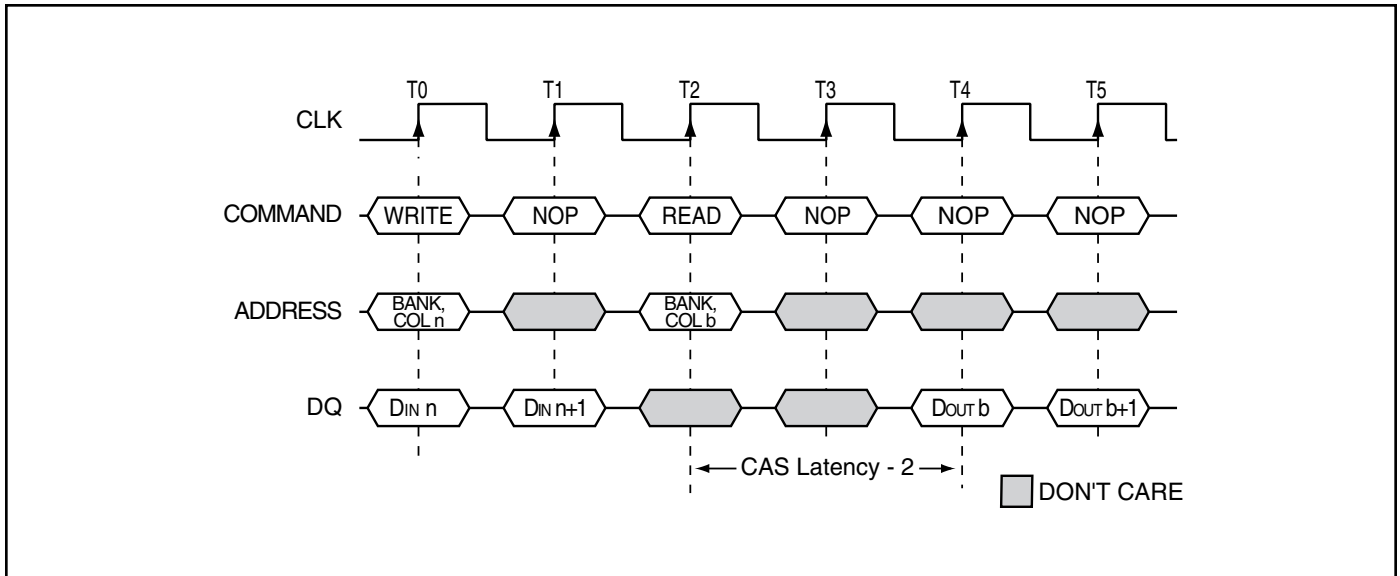 T0 T1 T2 T3 T4 T5
CLK
COMMAND WRITE NOP READ NOP NOP NOP
ADDRESS BANK, COL n BANK, COL b
DQ DIN n DIN n+1 DOUT b DOUT b+1
CAS Latency - 2
DON'T CARE